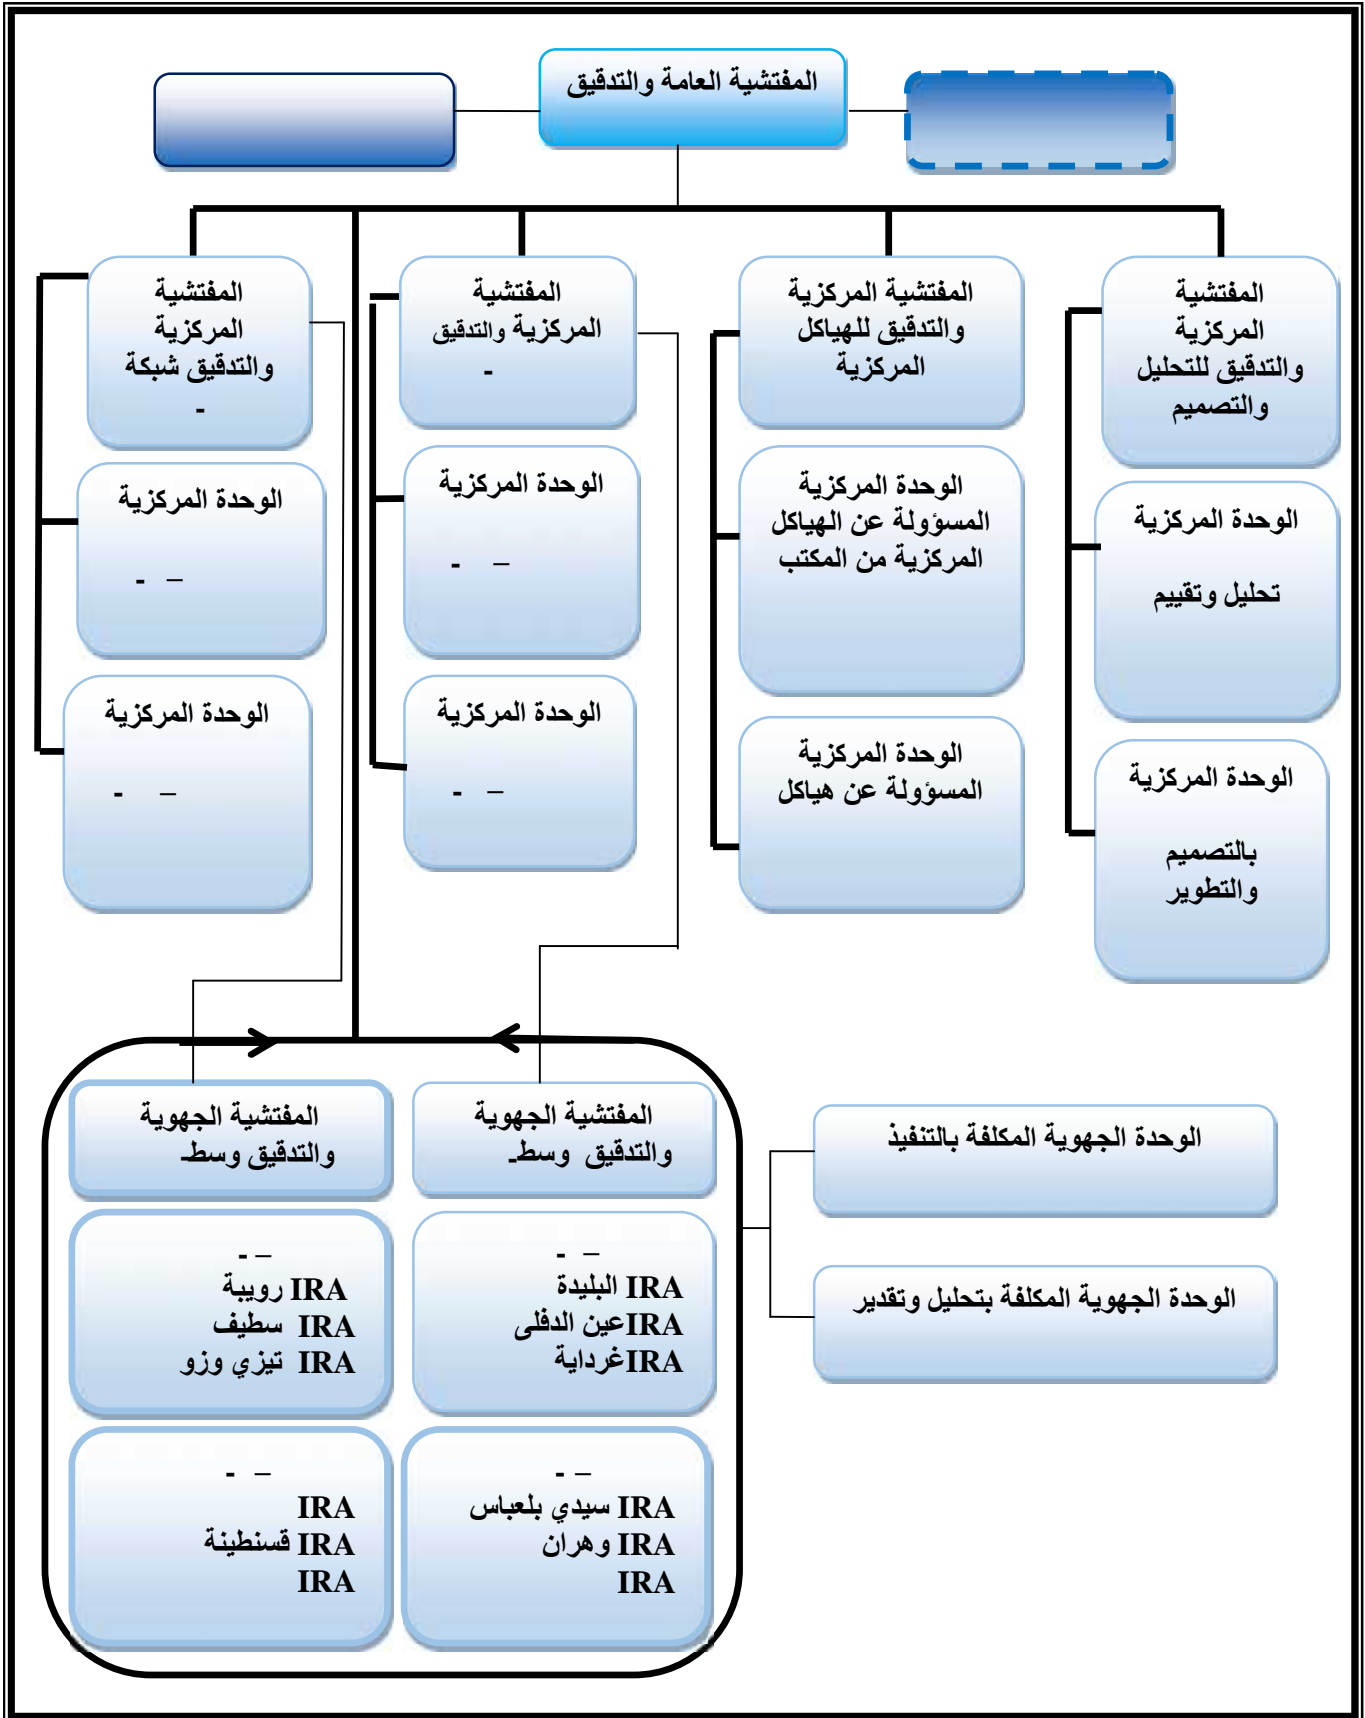 المفتشية العامة والتدقيق
المفتشية
المركزية
والتدقيق للتحليل
والتصميم
المفتشية المركزية
والتدقيق للهياكل
المركزية
المفتشية
المركزية والتدقيق
-
المفتشية
المركزية
والتدقيق شبكة
-
الوحدة المركزية
تحليل وتقييم
الوحدة المركزية
المسؤولة عن الهياكل
المركزية من المكتب
الوحدة المركزية
– -
الوحدة المركزية
– -
الوحدة المركزية
بالتصميم
والتطوير
الوحدة المركزية
المسؤولة عن هياكل
الوحدة المركزية
– -
الوحدة المركزية
– -
المفتشية الجهوية
والتدقيق وسط-
المفتشية الجهوية
والتدقيق وسط-
الوحدة الجهوية المكلفة بالتنفيذ
الوحدة الجهوية المكلفة بتحليل وتقدير
– -
IRA البليدة
IRAعين الدفلى
IRAغرداية
– -
IRA رويبة
IRA سطيف
IRA تيزي وزو
– -
IRA سيدي بلعباس
IRA وهران
IRA
– -
IRA
IRA قسنطينة
IRA